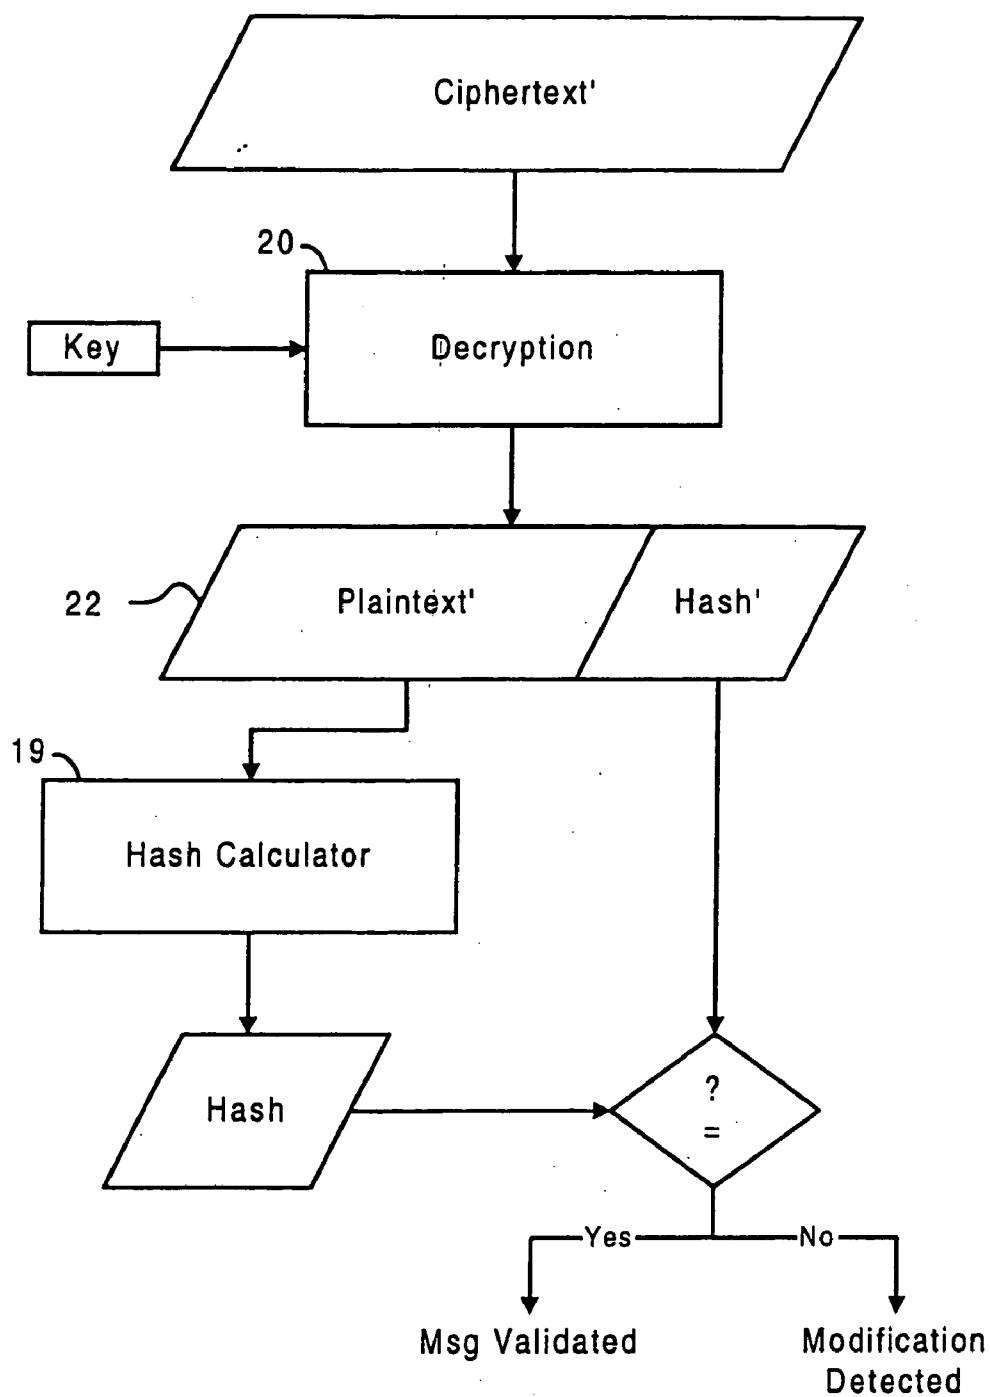 Ciphertext'
20
Key
Decryption
22
Plaintext'
Hash'
19
Hash Calculator
Hash
?
=
Yes
No
Msg Validated
Modification
Detected